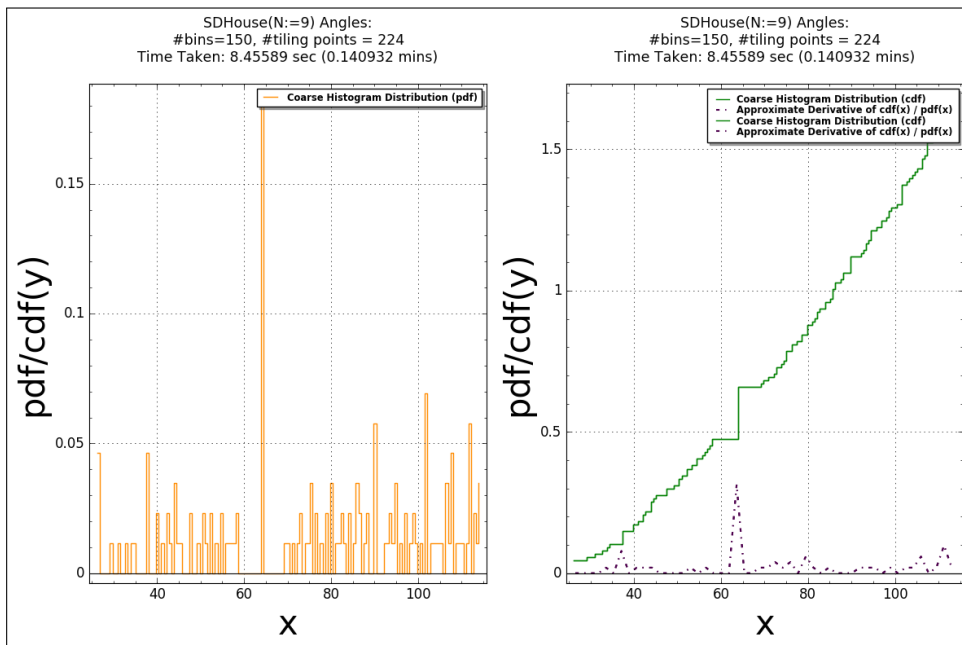 SDHouse(N:=9) Angles:
#bins=150, #tiling points = 224
Time Taken: 8.45589 sec (0.140932 mins)
Coarse Histogram Distribution (pdf)
0.15
0.1
0.05
0
pdf/cdf(y)
40
60
80
100
x
SDHouse(N:=9) Angles:
#bins=150, #tiling points = 224
Time Taken: 8.45589 sec (0.140932 mins)
Coarse Histogram Distribution (cdf)
Approximate Derivative of cdf(x) / pdf(x)
Coarse Histogram Distribution (cdf)
Approximate Derivative of cdf(x) / pdf(x)
1.5
1
0.5
0
pdf/cdf(y)
40
60
80
100
x